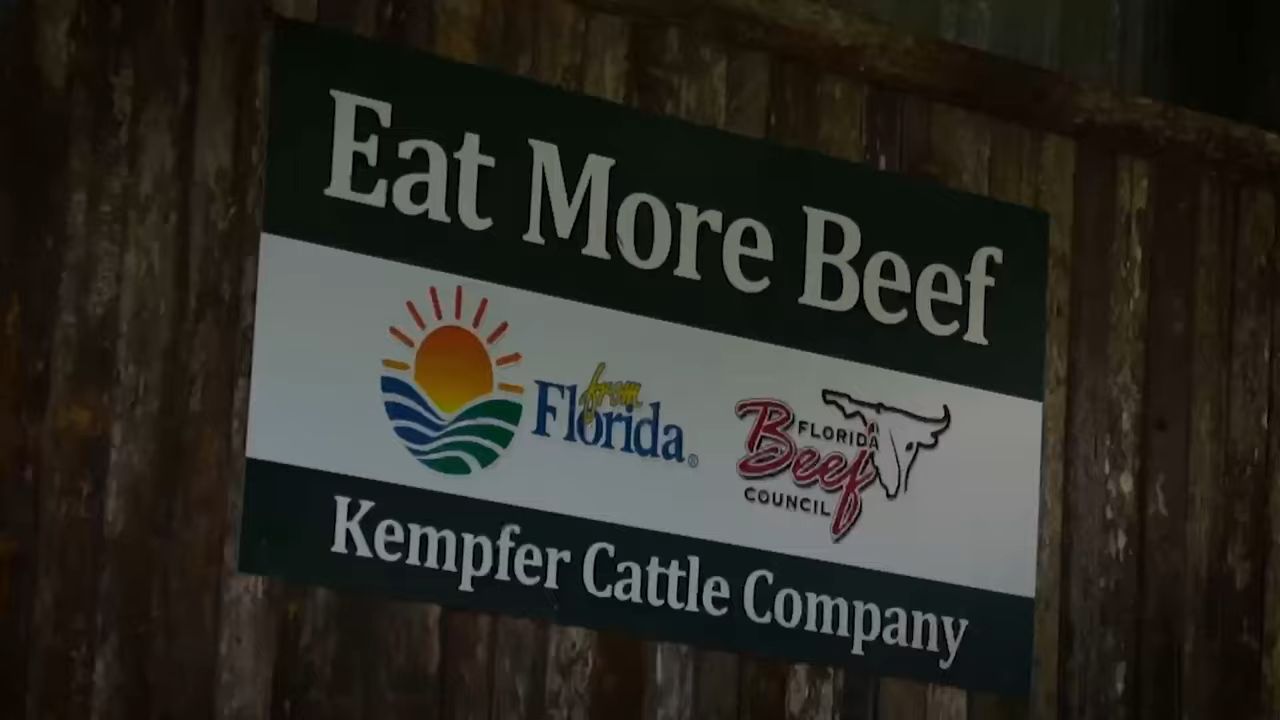 Eat More Beef
from
Florida®
FLORIDA
Beef
COUNCIL
Kempfer Cattle Company